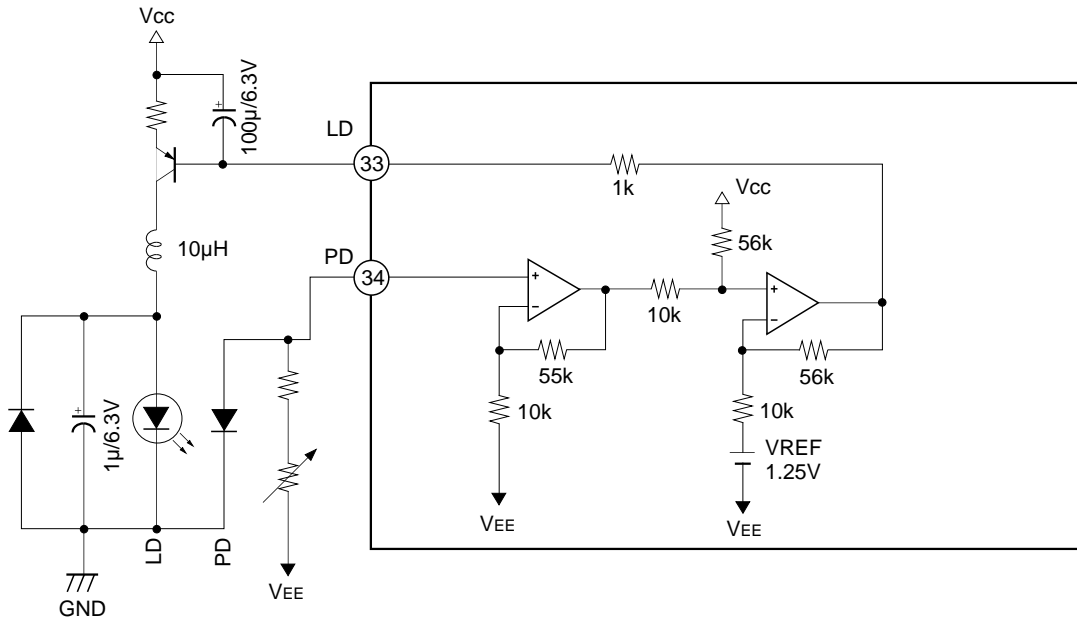 Vcc
100μ/6.3V
LD
33
1k
Vcc
56k
10μH
PD
34
+
−
10k
+
−
55k
56k
10k
10k
VREF
1.25V
1μ/6.3V
VEE
VEE
LD
PD
VEE
GND